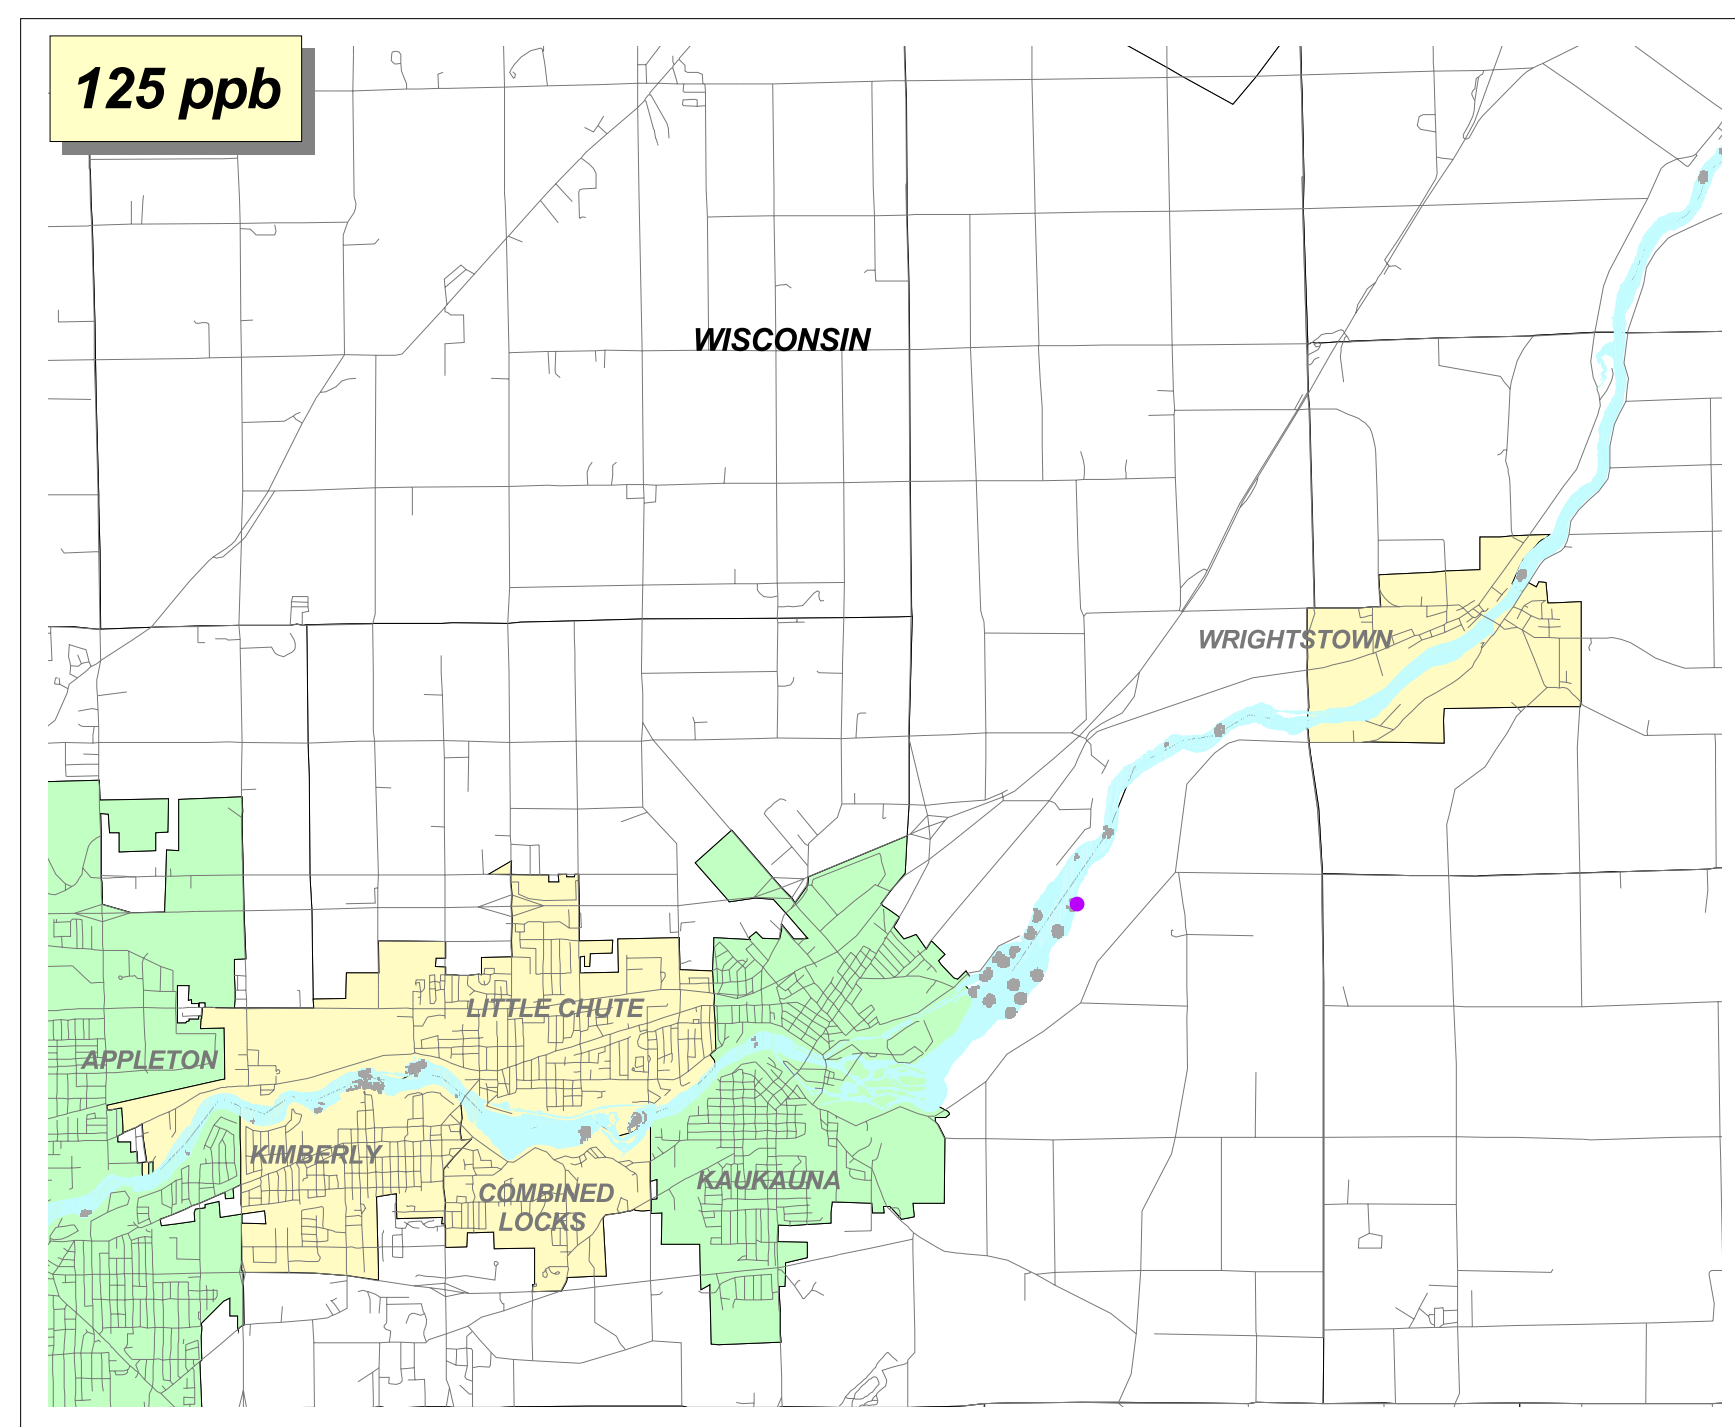 125 ppb
WISCONSIN
WRIGHTSTOWN
LITTLE CHUTE
APPLETON
KIMBERLY
COMBINED
LOCKS
KAUKAUNA